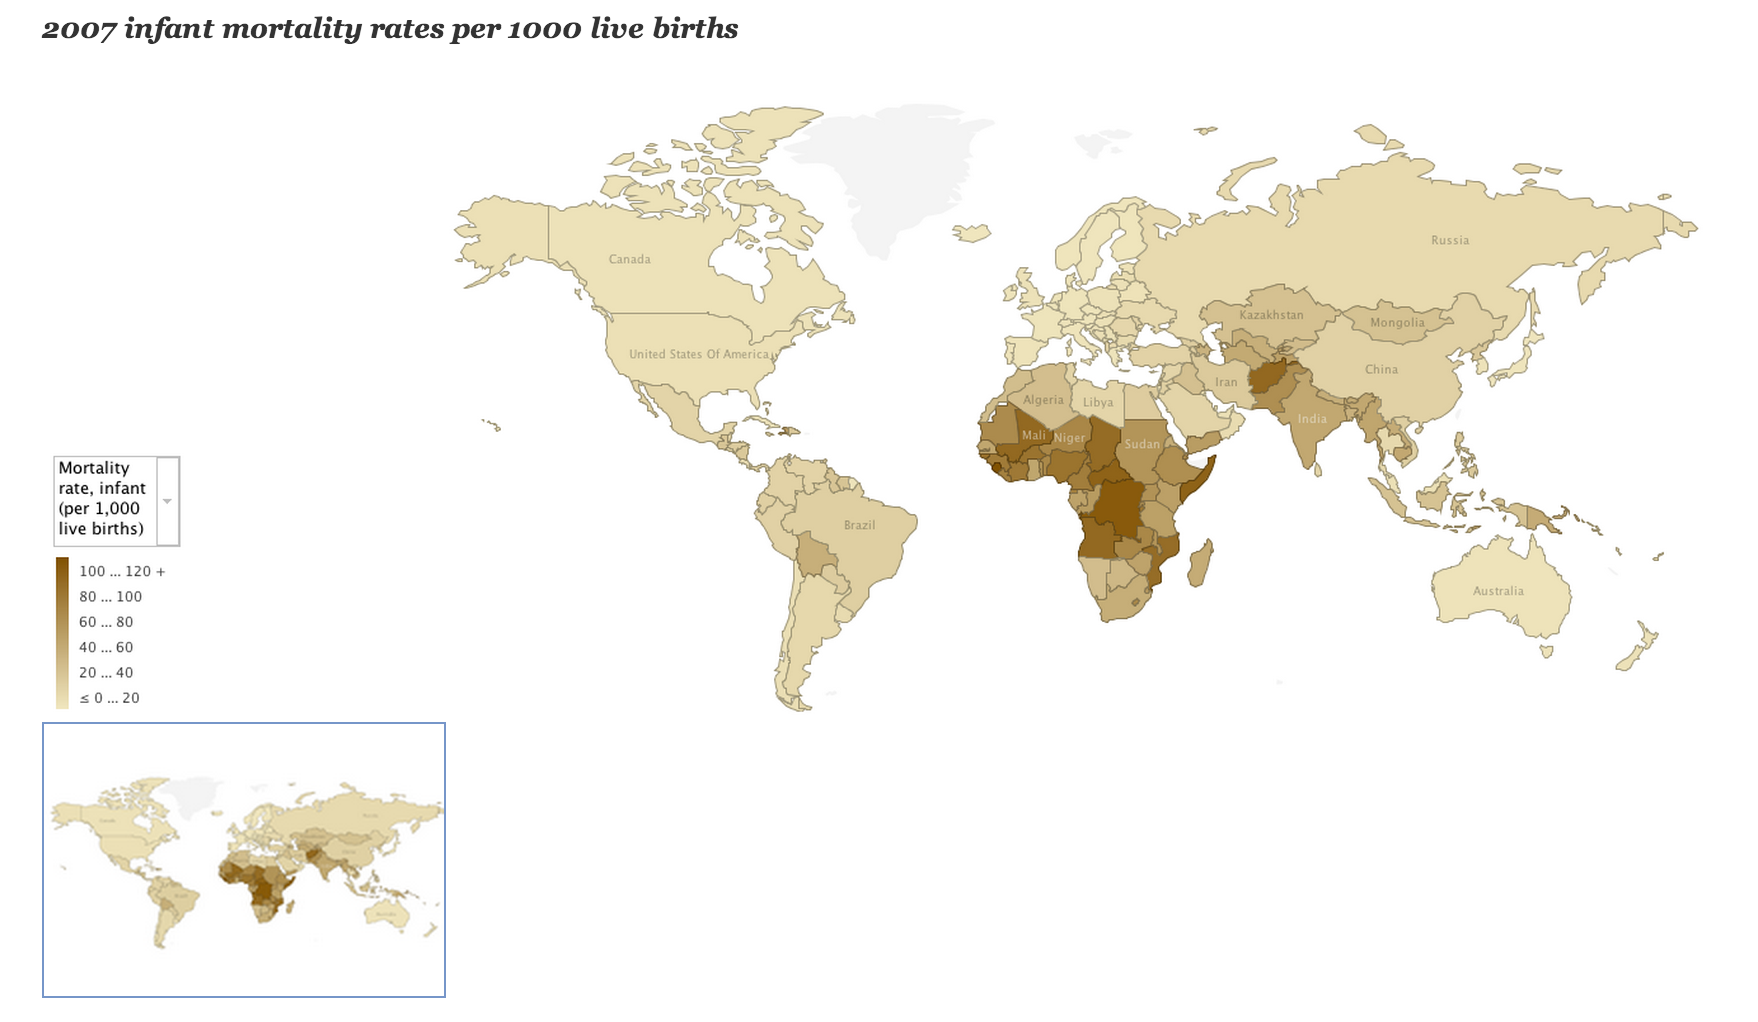 2007 infant mortality rates per 1000 live births
Russia
Canada
Kazakhstan
Mongolia
United States Of America
China
Iran
Algeria
Libya
India
Mali
Niger
Sudan
Brazil
Australia
Mortality
rate, infant
(per 1,000
live births)
100 ... 120 +
80 ... 100
60 ... 80
40 ... 60
20 ... 40
≤ 0 ... 20